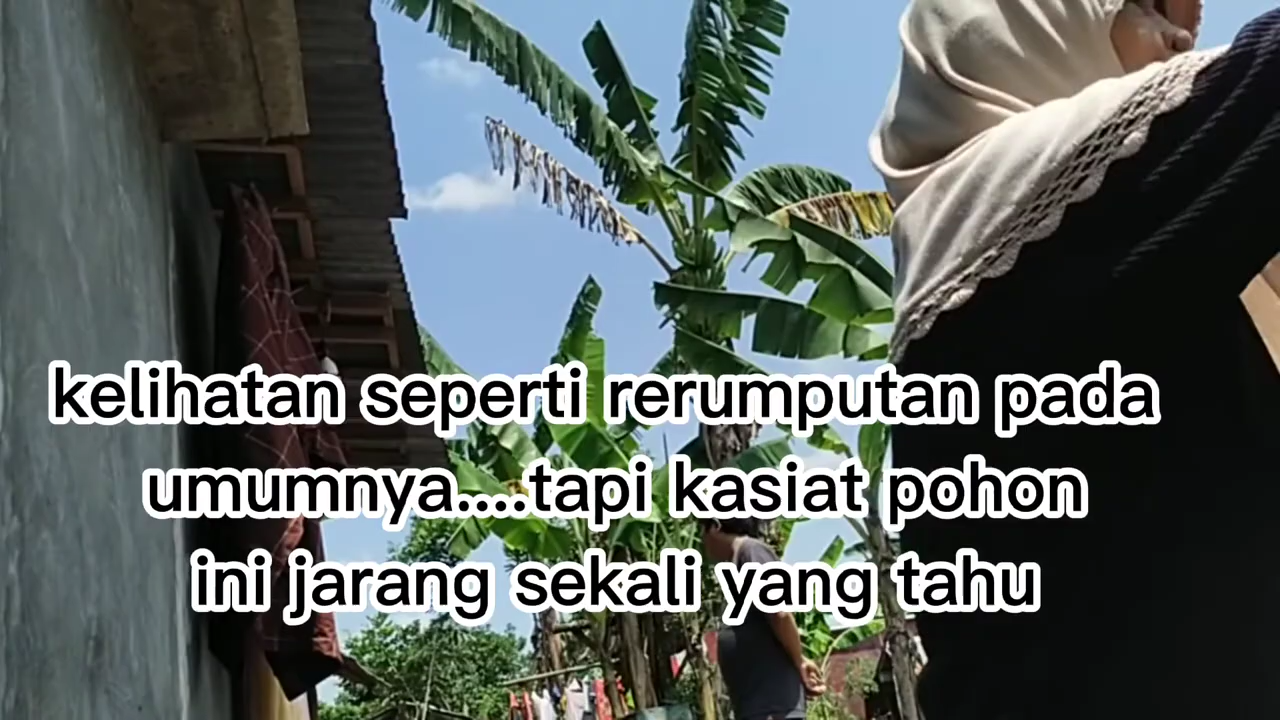 kelihatan seperti rerumputan pada
umumnya....tapi kasiat pohon
ini jarang sekali yang tahu